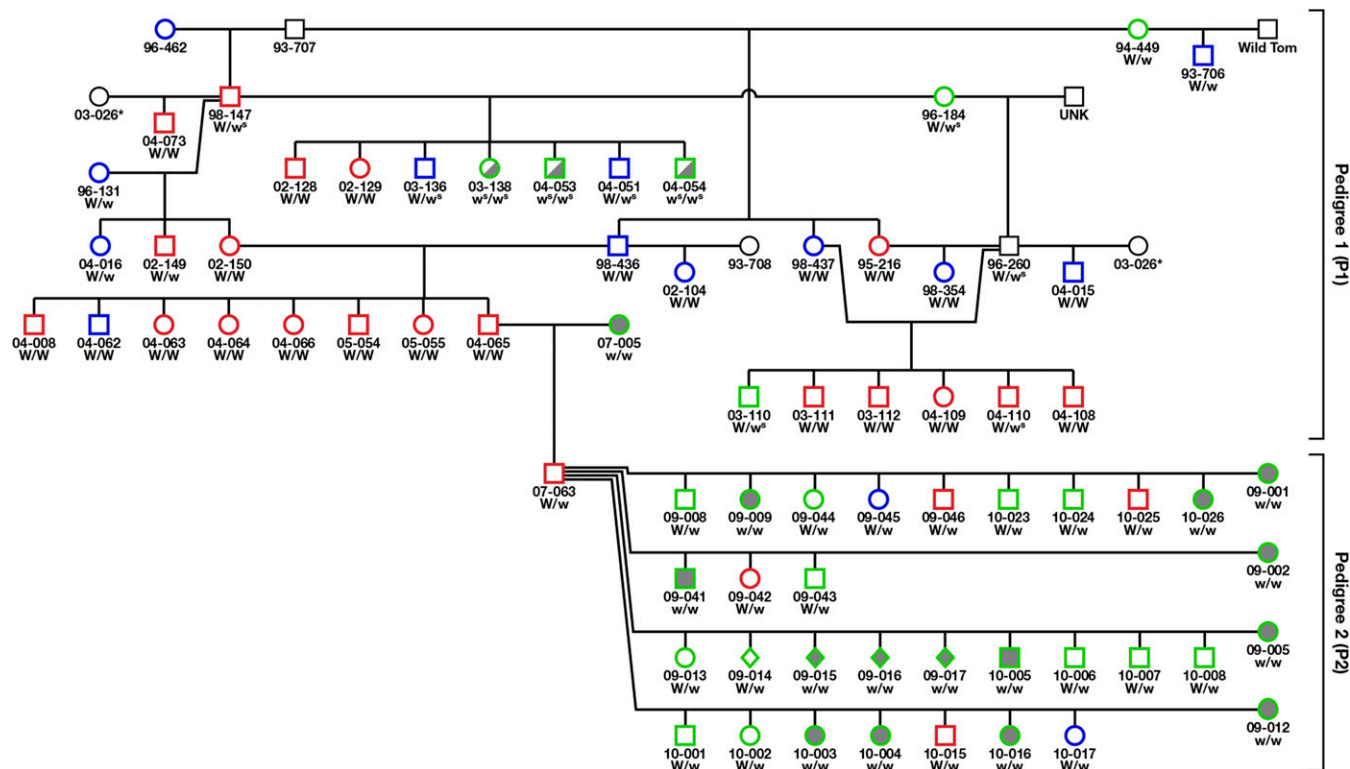 96-462
93-707
94-449
W/w
Wild Tom
93-706
W/w
03-026*
98-147
W/wˢ
96-184
W/wˢ
UNK
04-073
W/W
02-128
W/W
02-129
W/W
03-136
W/wˢ
03-138
wˢ/wˢ
04-053
wˢ/wˢ
04-051
W/wˢ
04-054
wˢ/wˢ
96-131
W/w
04-016
W/w
02-149
W/w
02-150
W/W
98-436
W/W
93-708
02-104
W/W
98-437
W/W
95-216
W/W
98-354
W/W
96-260
W/wˢ
04-015
W/W
03-026*
04-008
W/W
04-062
W/W
04-063
W/W
04-064
W/W
04-066
W/W
05-054
W/W
05-055
W/W
04-065
W/W
07-005
w/w
03-110
W/wˢ
03-111
W/W
03-112
W/W
04-109
W/W
04-110
W/wˢ
04-108
W/W
Pedigree 1 (P1)
07-063
W/w
09-008
W/w
09-009
w/w
09-044
W/w
09-045
W/w
09-046
W/w
10-023
W/w
10-024
W/w
10-025
W/w
10-026
w/w
09-001
w/w
09-041
w/w
09-042
W/w
09-043
W/w
09-002
w/w
09-013
W/w
09-014
W/w
09-015
w/w
09-016
w/w
09-017
w/w
10-005
w/w
10-006
W/w
10-007
W/w
10-008
W/w
09-005
w/w
10-001
W/w
10-002
W/w
10-003
w/w
10-004
w/w
10-015
W/w
10-016
w/w
10-017
W/w
09-012
w/w
Pedigree 2 (P2)